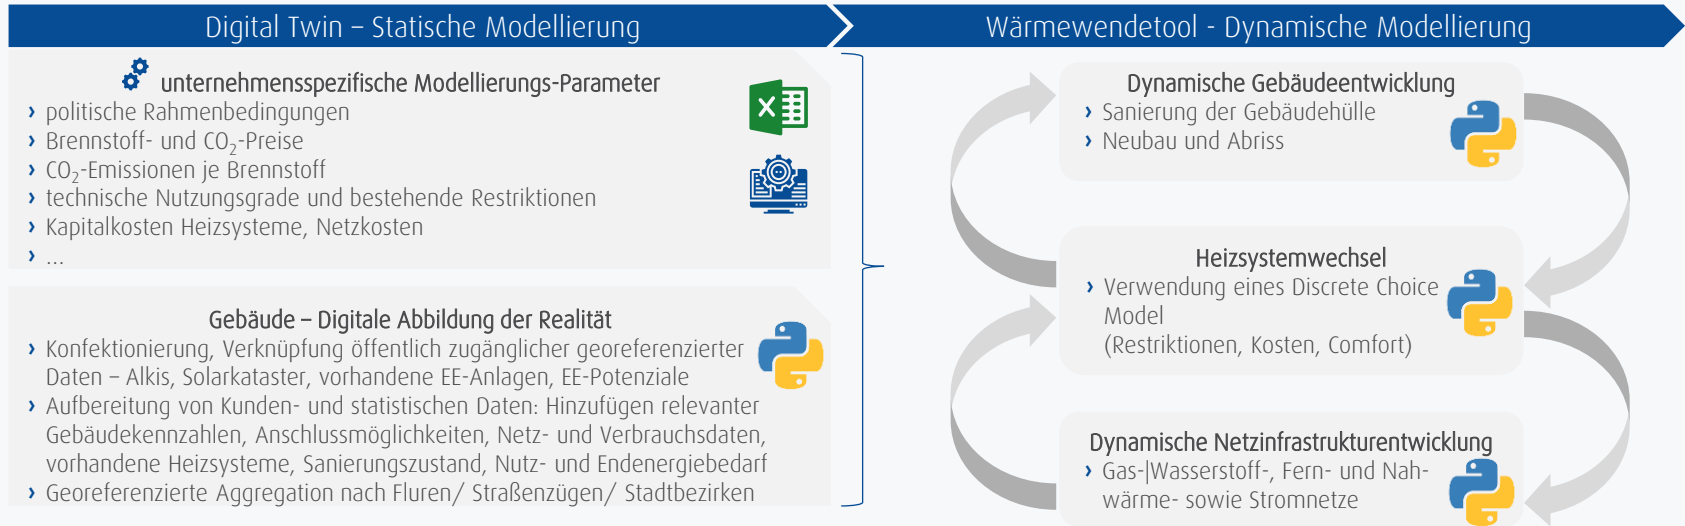 Digital Twin – Statische Modellierung
unternehmensspezifische Modellierungs-Parameter
› politische Rahmenbedingungen
› Brennstoff- und CO₂-Preise
› CO₂-Emissionen je Brennstoff
› technische Nutzungsgrade und bestehende Restriktionen
› Kapitalkosten Heizsysteme, Netzkosten
› ...
Gebäude – Digitale Abbildung der Realität
› Konfektionierung, Verknüpfung öffentlich zugänglicher georeferenzierter
Daten – Alkis, Solarkataster, vorhandene EE-Anlagen, EE-Potenziale
› Aufbereitung von Kunden- und statistischen Daten: Hinzufügen relevanter
Gebäudekennzahlen, Anschlussmöglichkeiten, Netz- und Verbrauchsdaten,
vorhandene Heizsysteme, Sanierungszustand, Nutz- und Endenergiebedarf
› Georeferenzierte Aggregation nach Fluren/ Straßenzügen/ Stadtbezirken
Wärmewendetool - Dynamische Modellierung
Dynamische Gebäudeentwicklung
› Sanierung der Gebäudehülle
› Neubau und Abriss
Heizsystemwechsel
› Verwendung eines Discrete Choice
Model
(Restriktionen, Kosten, Comfort)
Dynamische Netzinfrastrukturentwicklung
› Gas-|Wasserstoff-, Fern- und Nah-
wärme- sowie Stromnetze
X